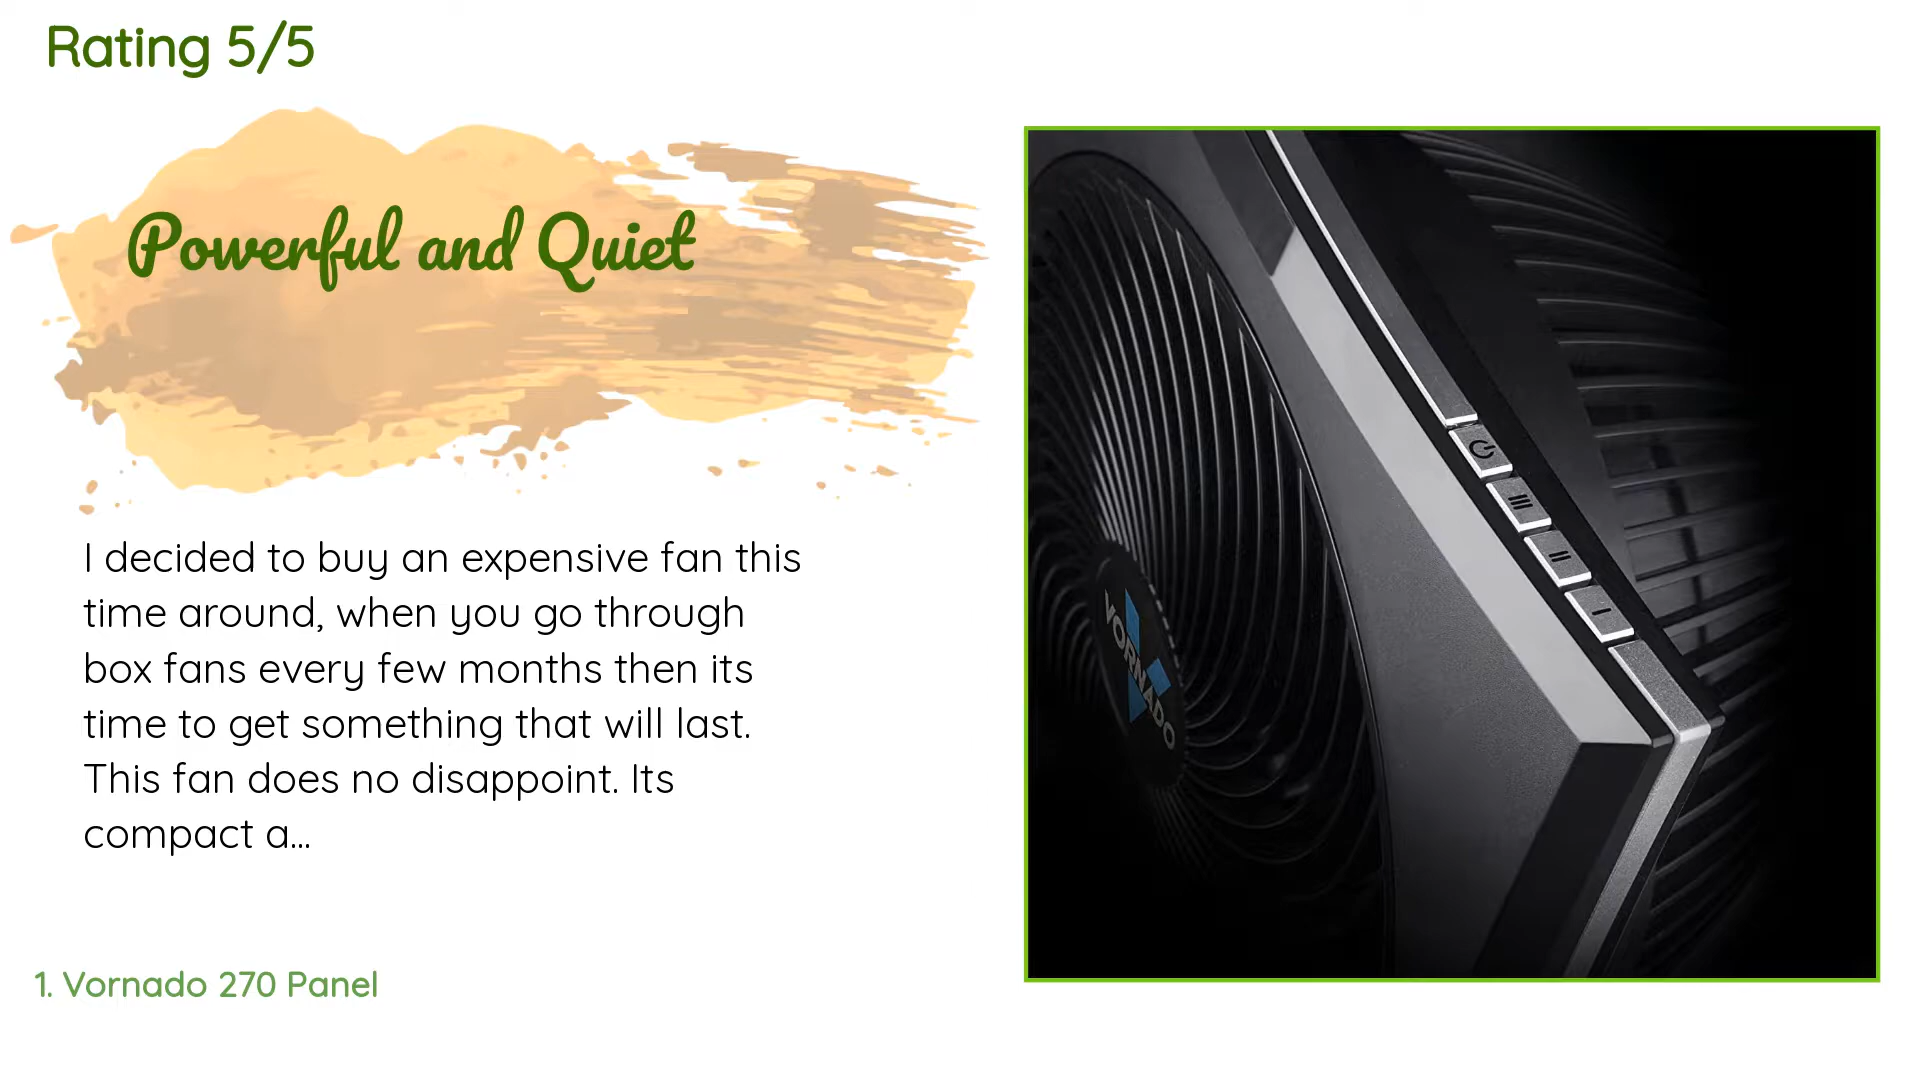 Rating 5/5
Powerful and Quiet
I decided to buy an expensive fan this
time around, when you go through
box fans every few months then its
time to get something that will last.
This fan does no disappoint. Its
compact a...
1. Vornado 270 Panel
VORNADO